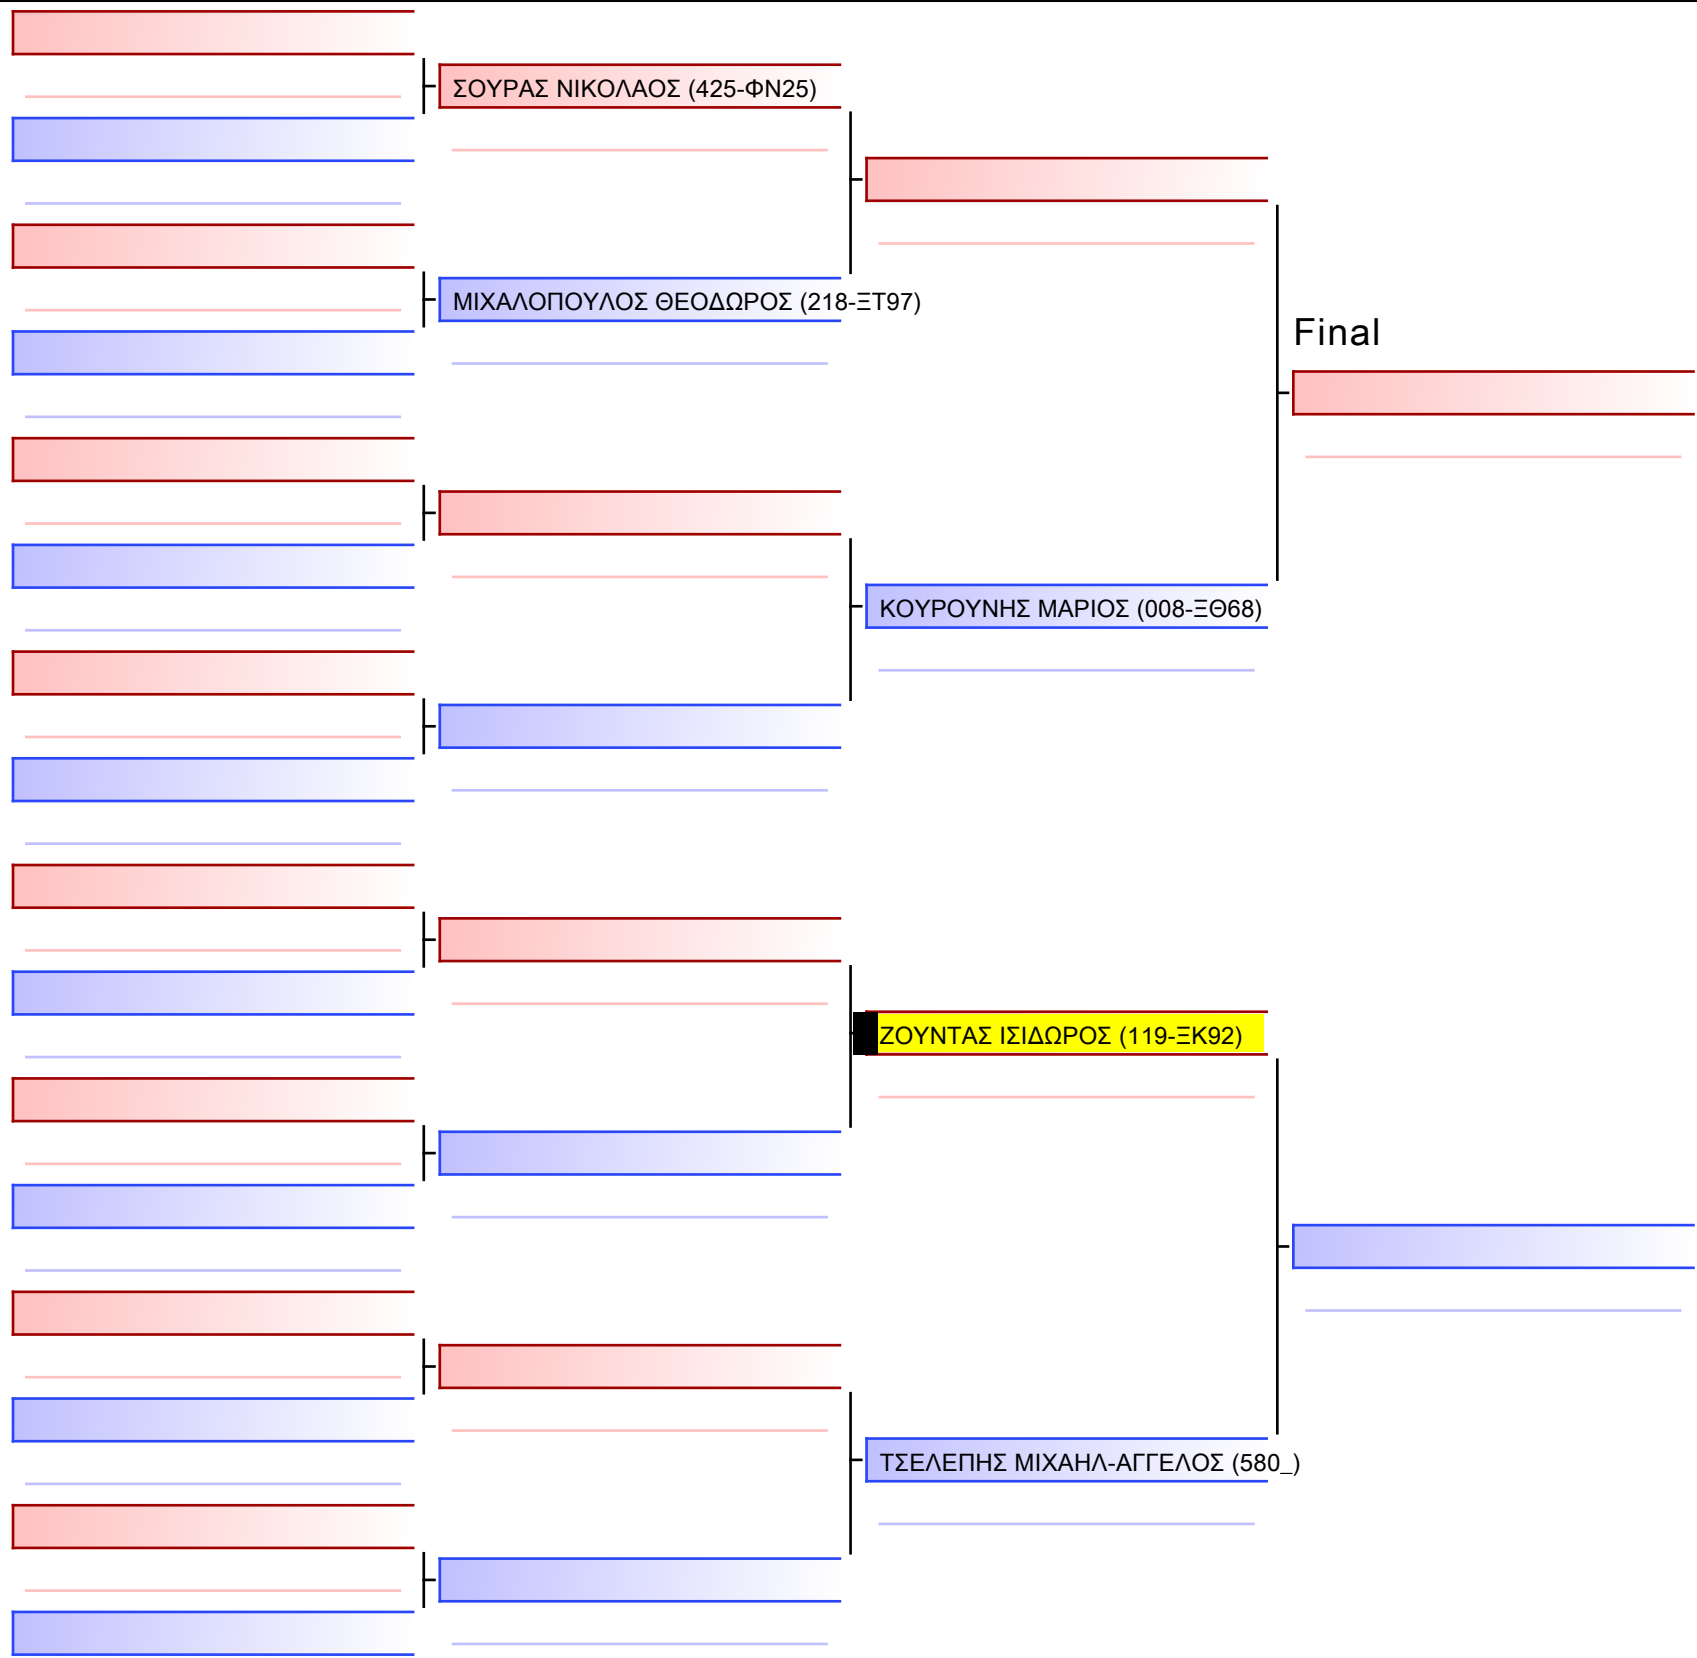 ΣΟΥΡΑΣ ΝΙΚΟΛΑΟΣ (425-ΦΝ25)
ΜΙΧΑΛΟΠΟΥΛΟΣ ΘΕΟΔΩΡΟΣ (218-ΞΤ97)
Final
ΚΟΥΡΟΥΝΗΣ ΜΑΡΙΟΣ (008-ΞΘ68)
ΖΟΥΝΤΑΣ ΙΣΙΔΩΡΟΣ (119-ΞΚ92)
ΤΣΕΛΕΠΗΣ ΜΙΧΑΗΛ-ΑΓΓΕΛΟΣ (580_)